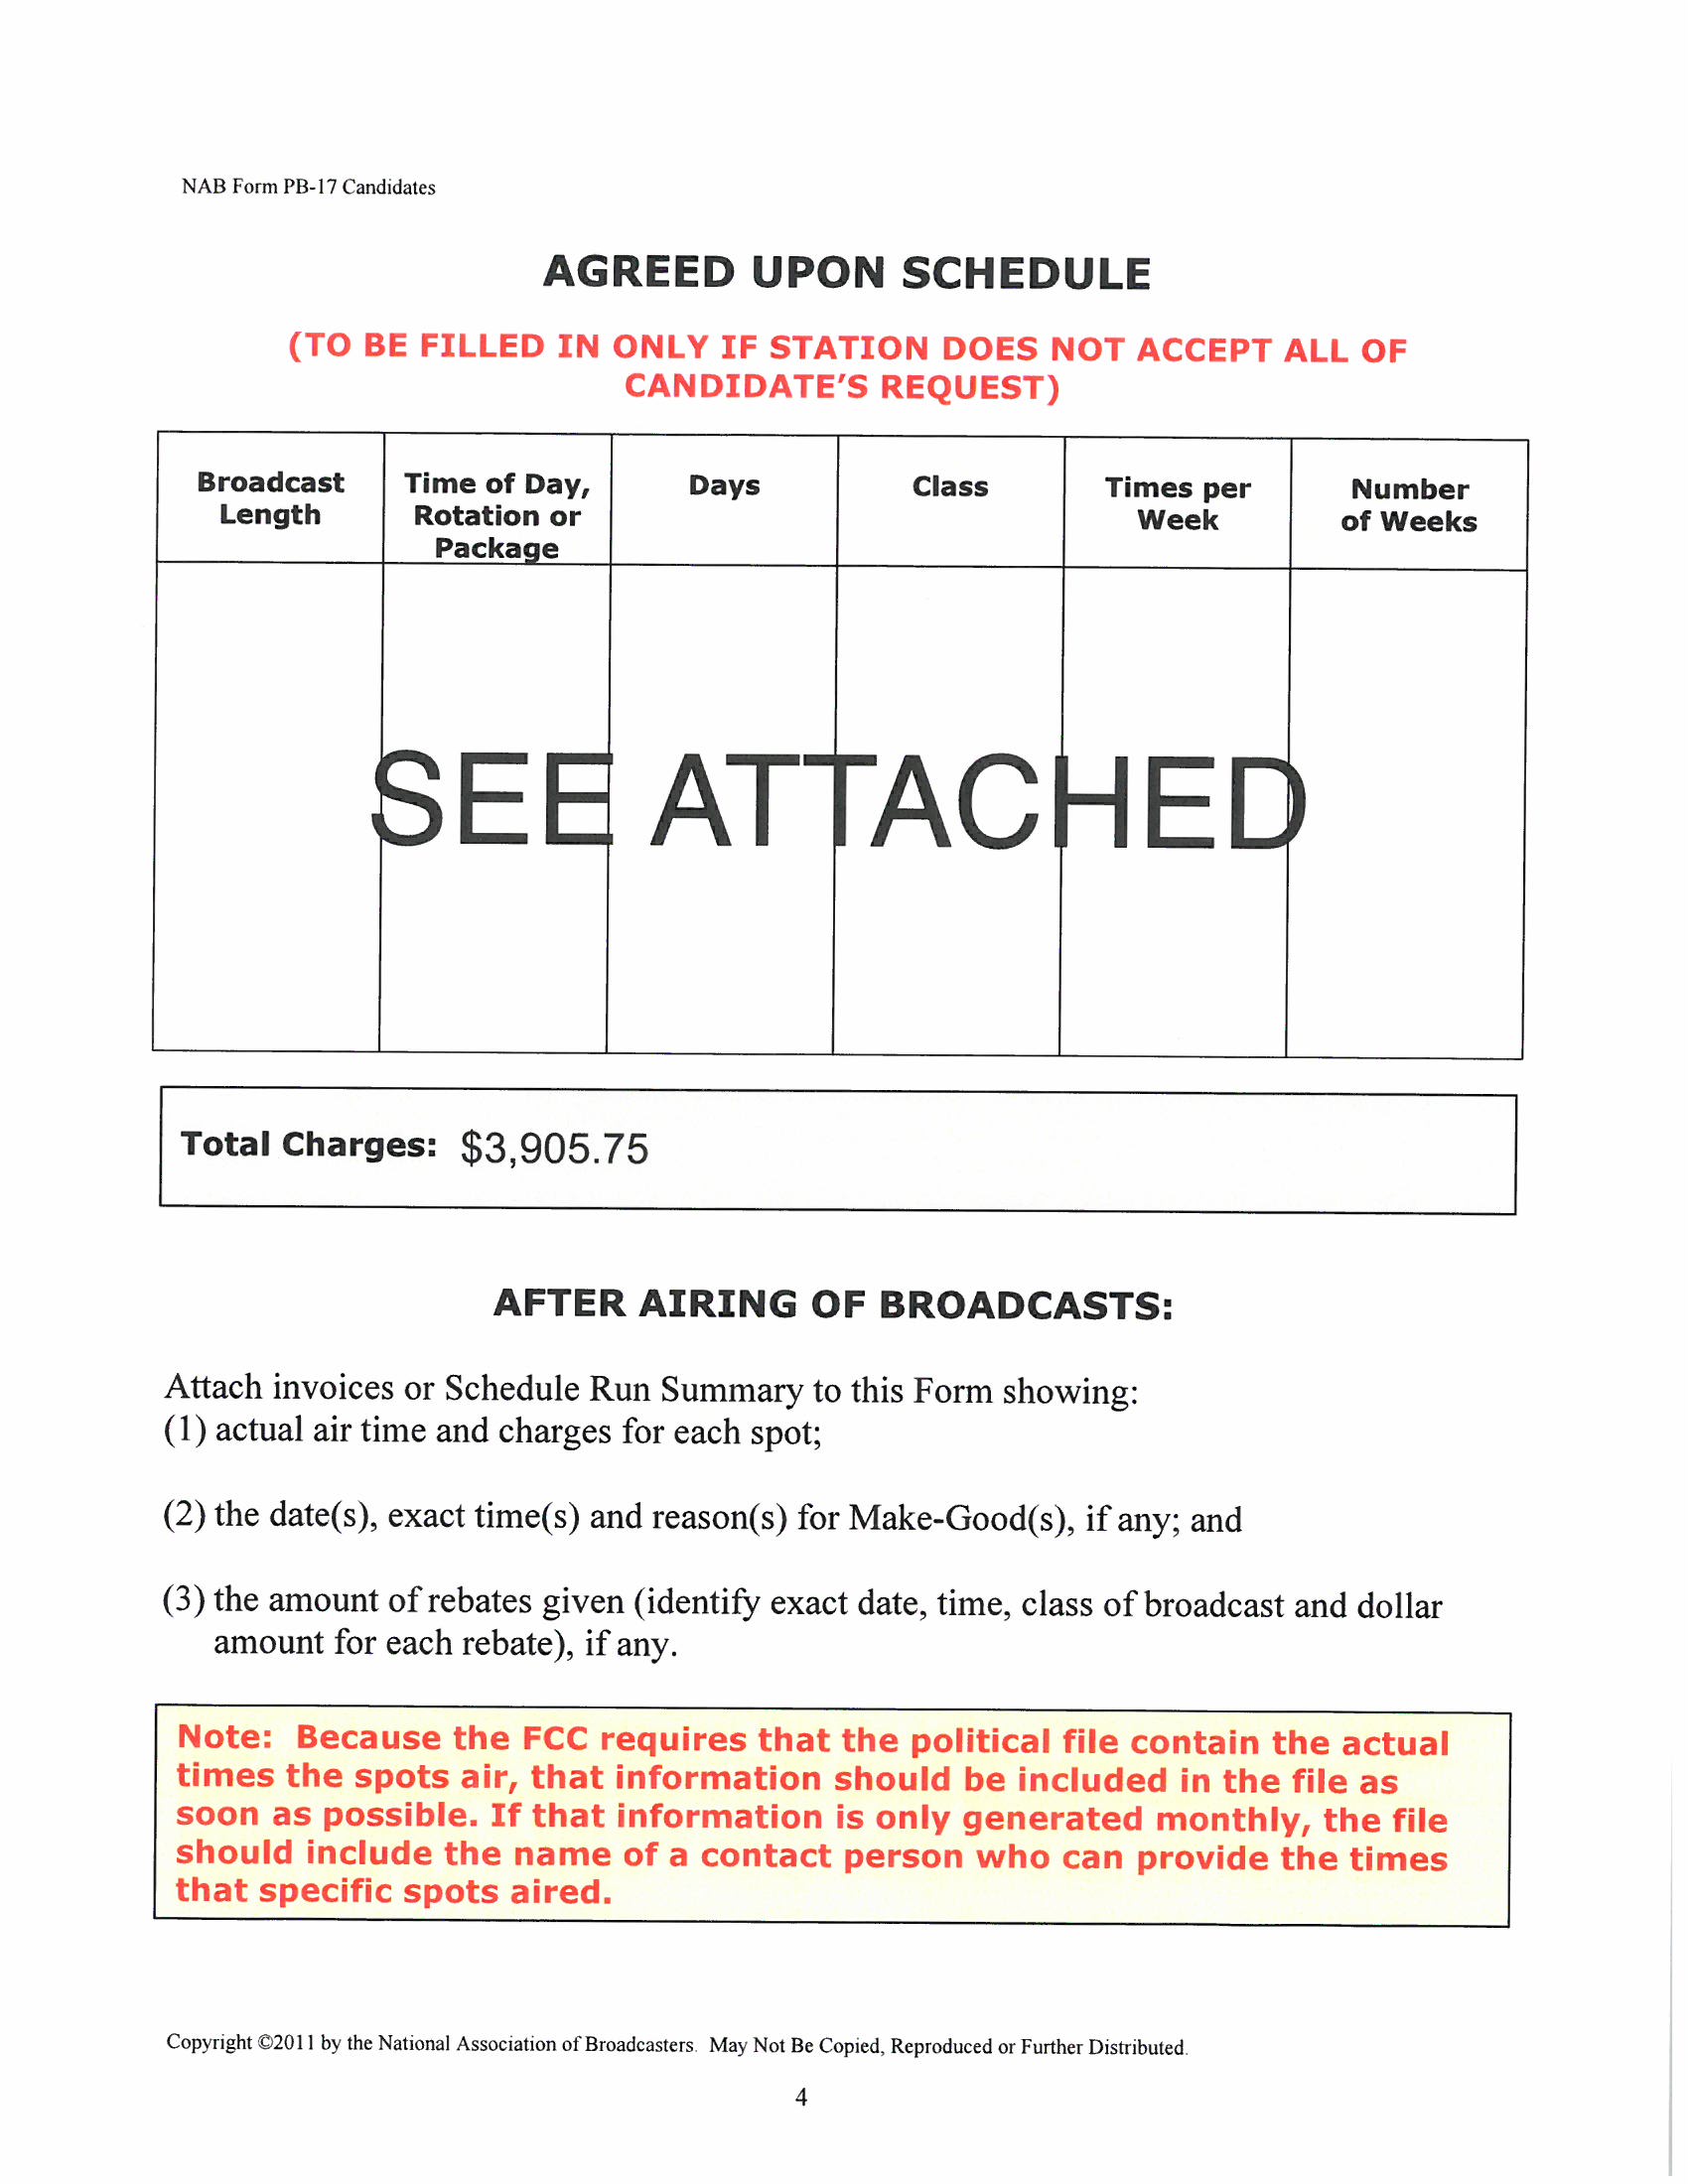 NAB Form PB-17 Candidates
AGREED UPON SCHEDULE
(TO BE FILLED IN ONLY IF STATION DOES NOT ACCEPT ALL OF
CANDIDATE'S REQUEST)
Broadcast Length
Time of Day, Rotation or Package
Days
Class
Times per Week
Number of Weeks
SEE ATTACHED
Total Charges: $3,905.75
AFTER AIRING OF BROADCASTS:
Attach invoices or Schedule Run Summary to this Form showing:
(1) actual air time and charges for each spot;
(2) the date(s), exact time(s) and reason(s) for Make-Good(s), if any; and
(3) the amount of rebates given (identify exact date, time, class of broadcast and dollar
amount for each rebate), if any.
Note: Because the FCC requires that the political file contain the actual
times the spots air, that information should be included in the file as
soon as possible. If that information is only generated monthly, the file
should include the name of a contact person who can provide the times
that specific spots aired.
Copyright ©2011 by the National Association of Broadcasters. May Not Be Copied, Reproduced or Further Distributed.
4